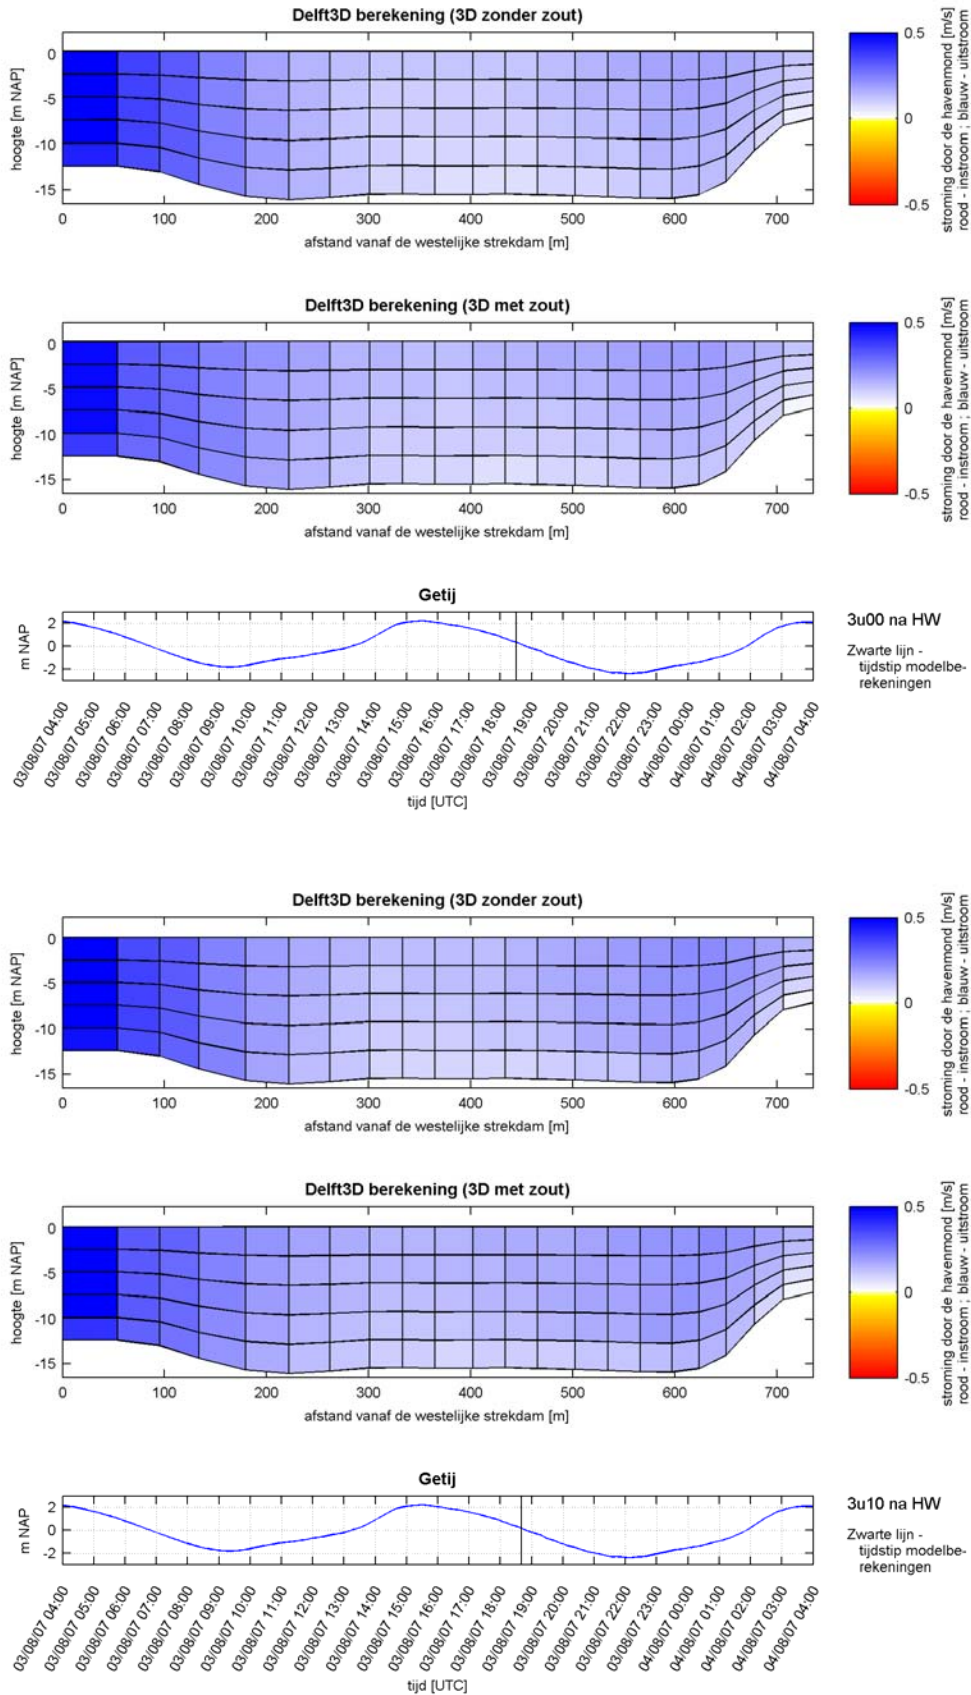 Delft3D berekening (3D zonder zout)
hoogte [m NAP]
0
-5
-10
-15
0 100 200 300 400 500 600 700
afstand vanaf de westelijke strekdam [m]
0.5
0
-0.5
stroming door de havenmond [m/s]
rood - instroom ; blauw - uitstroom
Delft3D berekening (3D met zout)
hoogte [m NAP]
0
-5
-10
-15
0 100 200 300 400 500 600 700
afstand vanaf de westelijke strekdam [m]
0.5
0
-0.5
stroming door de havenmond [m/s]
rood - instroom ; blauw - uitstroom
Getij
m NAP
2
0
-2
03/08/07 04:00
03/08/07 05:00
03/08/07 06:00
03/08/07 07:00
03/08/07 08:00
03/08/07 09:00
03/08/07 10:00
03/08/07 11:00
03/08/07 12:00
03/08/07 13:00
03/08/07 14:00
03/08/07 15:00
03/08/07 16:00
03/08/07 17:00
03/08/07 18:00
03/08/07 19:00
03/08/07 20:00
03/08/07 21:00
03/08/07 22:00
03/08/07 23:00
04/08/07 00:00
04/08/07 01:00
04/08/07 02:00
04/08/07 03:00
04/08/07 04:00
tijd [UTC]
3u00 na HW
Zwarte lijn -
tijdstip modelbe-
rekeningen
Delft3D berekening (3D zonder zout)
hoogte [m NAP]
0
-5
-10
-15
0 100 200 300 400 500 600 700
afstand vanaf de westelijke strekdam [m]
0.5
0
-0.5
stroming door de havenmond [m/s]
rood - instroom ; blauw - uitstroom
Delft3D berekening (3D met zout)
hoogte [m NAP]
0
-5
-10
-15
0 100 200 300 400 500 600 700
afstand vanaf de westelijke strekdam [m]
0.5
0
-0.5
stroming door de havenmond [m/s]
rood - instroom ; blauw - uitstroom
Getij
m NAP
2
0
-2
03/08/07 04:00
03/08/07 05:00
03/08/07 06:00
03/08/07 07:00
03/08/07 08:00
03/08/07 09:00
03/08/07 10:00
03/08/07 11:00
03/08/07 12:00
03/08/07 13:00
03/08/07 14:00
03/08/07 15:00
03/08/07 16:00
03/08/07 17:00
03/08/07 18:00
03/08/07 19:00
03/08/07 20:00
03/08/07 21:00
03/08/07 22:00
03/08/07 23:00
04/08/07 00:00
04/08/07 01:00
04/08/07 02:00
04/08/07 03:00
04/08/07 04:00
tijd [UTC]
3u10 na HW
Zwarte lijn -
tijdstip modelbe-
rekeningen